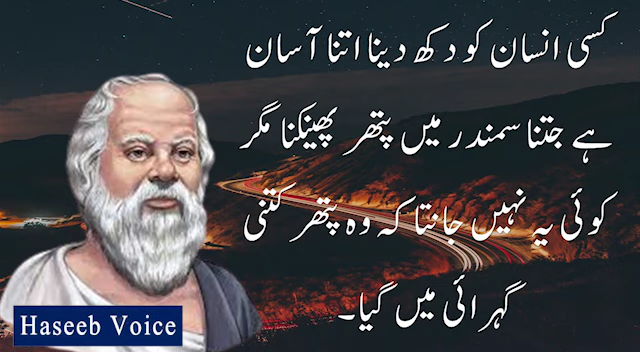 کسی انسان کو دکھ دینا اتنا آسان
ہے جتنا سمندر میں پتھر پھینکنا مگر
کوئی یہ نہیں جانتا کہ وہ پتھر کتنی
گہرائی میں گیا۔
Haseeb Voice